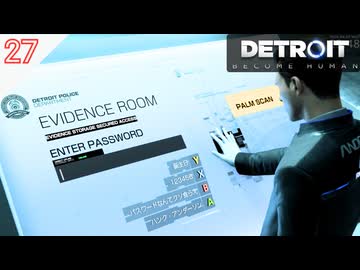 27
DETROIT
BECOME HUMAN
DETROIT POLICE
DEPARTMENT
EVIDENCE ROOM
EVIDENCE STORAGE SECURED ACCESS
ENTER PASSWORD
PALM SCAN
誕生日 Y
12345 X
パスワードなんてクソ食らえ B
ハンク・アンダーソン A